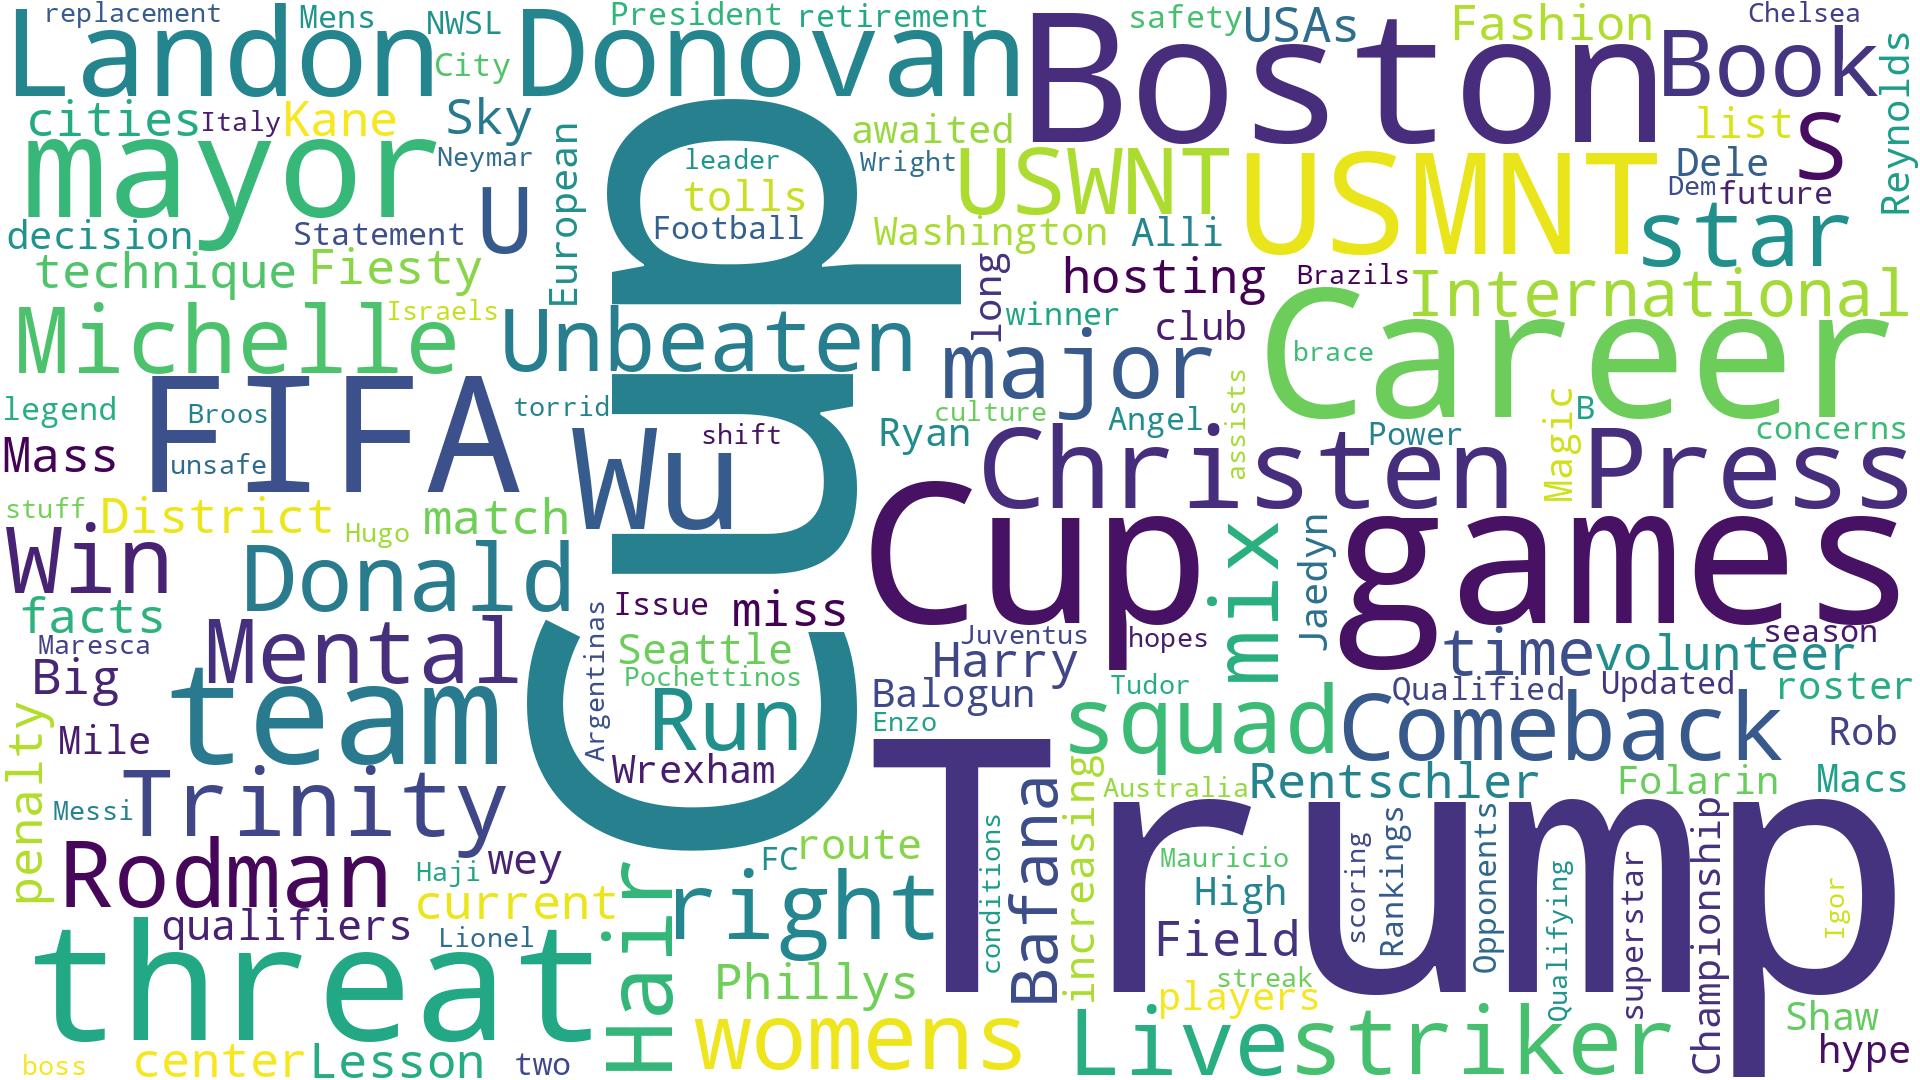 replacement
Mens
NWSL
President
retirement
safety
USAs
Fashion
Chelsea
Landon
Donovan
Boston
Book
City
Reynolds
cities
Italy
Kane
Sky
awaited
list
S
mayor
Neymar
European
leader
Wright
USWNT
USMNT
Dele
tolls
Dem
future
U
Football
decision
Statement
Washington
Alli
star
technique
Fiesty
Cup
long
hosting
Brazils
International
Michelle
Israels
Unbeaten
winner
club
Career
major
brace
legend
FIFA
Broos
torrid
culture
Angel
assists
Magic
B
Mass
Wu
shift
Ryan
Christen Press
Power
concerns
unsafe
stuff
District
Hugo
match
Cup
games
Win
Donald
mix
Jaedyn
facts
Argentinas
Issue
miss
Mental
Seattle
Juventus
hopes
season
Maresca
Harry
time
volunteer
Big
team
Pochettinos
Balogun
Tudor
Qualified
Updated
roster
Run
Enzo
squad
Comeback
Rob
penalty
Mile
Wrexham
Trump
Trinity
Bafana
increasing
Australia
Rentschler
Folarin
Macs
Messi
Rodman
Haji
wey
FC
route
conditions
Mauricio
scoring
Rankings
Opponents
Qualifying
superstar
Championship
Igor
current
Hair
right
High
qualifiers
Lionel
Field
threat
Phillys
streak
players
womens
Live
striker
Shaw
hype
boss
center
Lesson
two